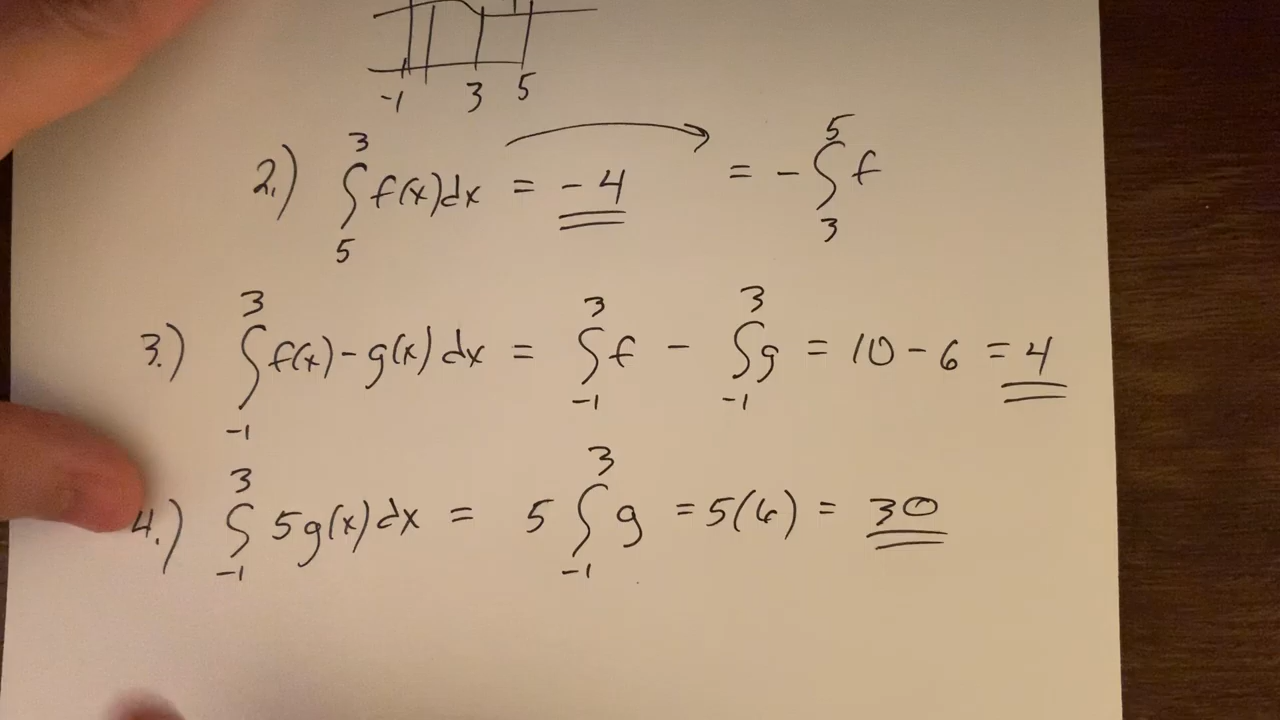 -1 3 5
2.) ∫₅³ f(x)dx = -4 = -∫₃⁵ f
3.) ∫₋₁³ f(x)-g(x)dx = ∫₋₁³ f - ∫₋₁³ g = 10-6 = 4
4.) ∫₋₁³ 5g(x)dx = 5∫₋₁³ g = 5(6) = 30